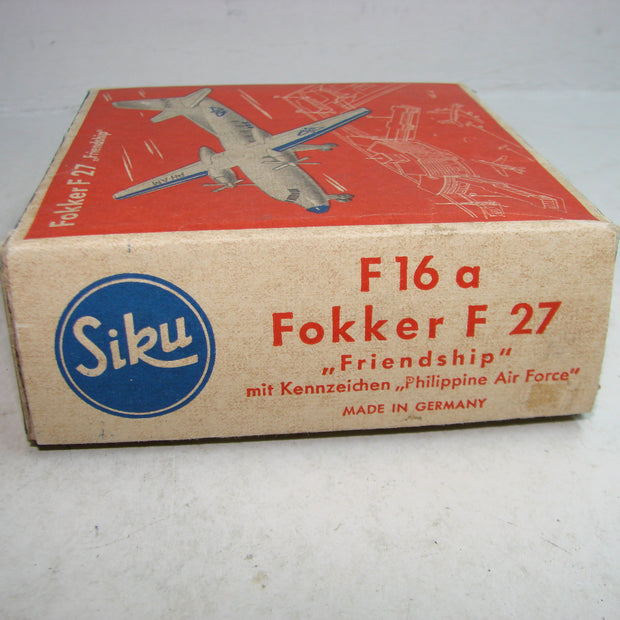 Fokker F 27 „Friendship“
Siku
F 16 a
Fokker F 27
„Friendship“
mit Kennzeichen „Philippine Air Force“
MADE IN GERMANY